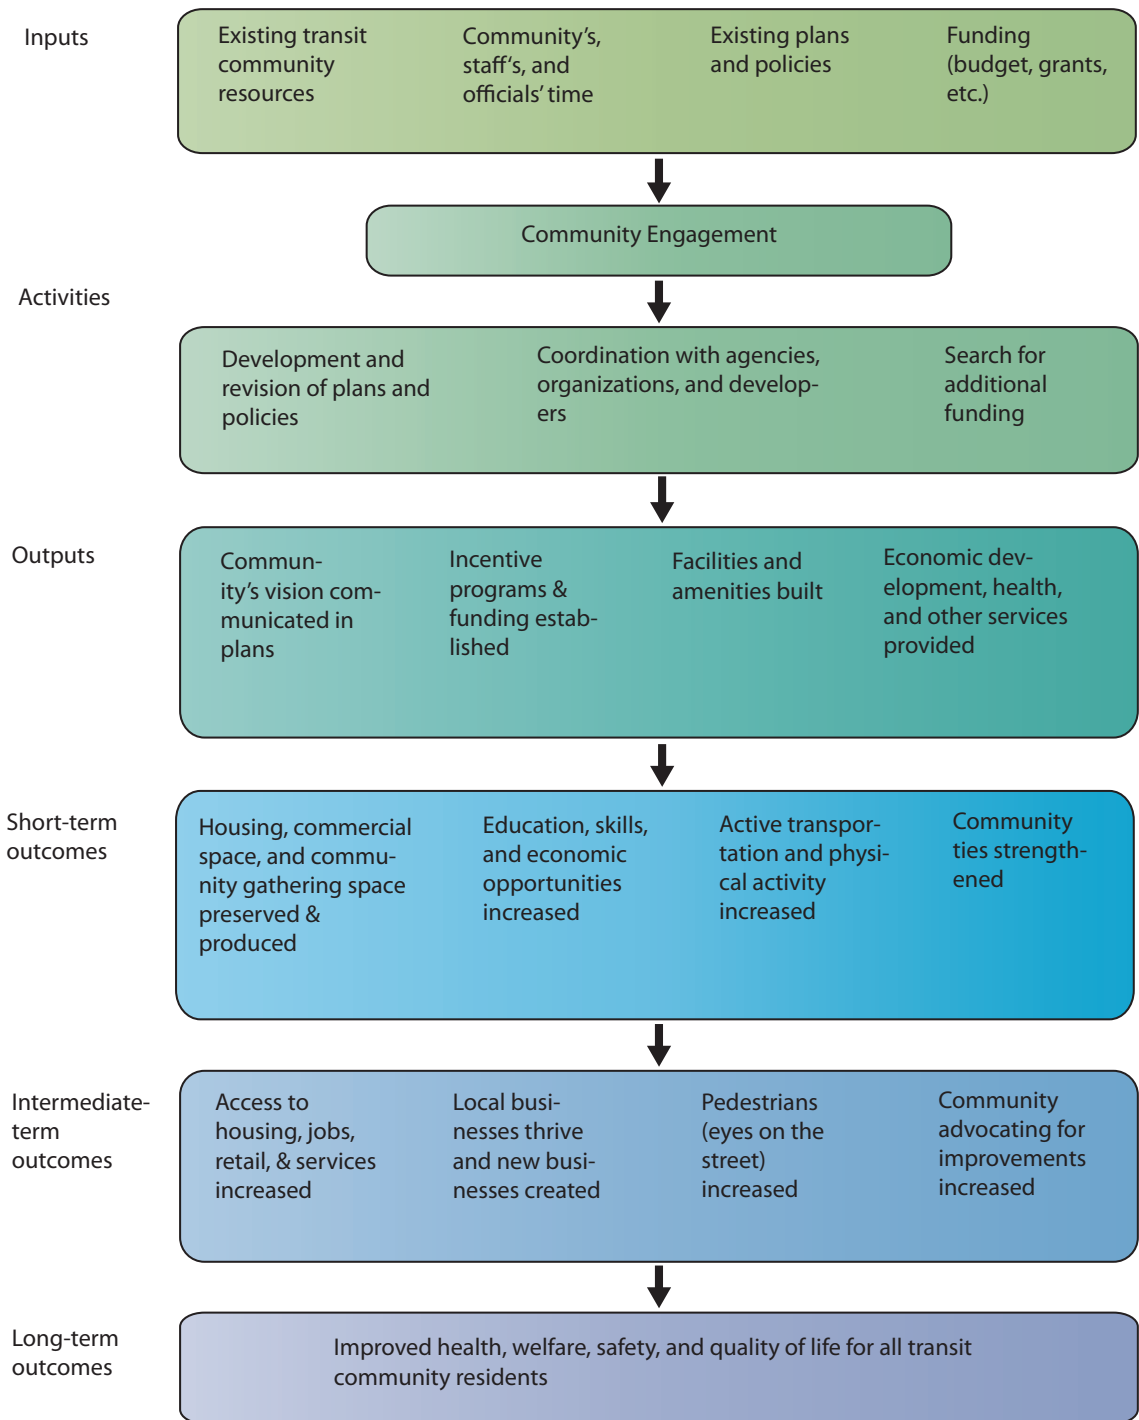 Inputs
Existing transit
community
resources
Community’s,
staff‘s, and
officials’ time
Existing plans
and policies
Funding
(budget, grants,
etc.)
Community Engagement
Activities
Development and
revision of plans and
policies
Coordination with agencies,
organizations, and develop-
ers
Search for
additional
funding
Outputs
Commun-
ity’s vision com-
municated in
plans
Incentive
programs &
funding estab-
lished
Facilities and
amenities built
Economic dev-
elopment, health,
and other services
provided
Short-term
outcomes
Housing, commercial
space, and commu-
nity gathering space
preserved &
produced
Education, skills,
and economic
opportunities
increased
Active transpor-
tation and physi-
cal activity
increased
Community
ties strength-
ened
Intermediate-
term
outcomes
Access to
housing, jobs,
retail, & services
increased
Local busi-
nesses thrive
and new busi-
nesses created
Pedestrians
(eyes on the
street)
increased
Community
advocating for
improvements
increased
Long-term
outcomes
Improved health, welfare, safety, and quality of life for all transit
community residents